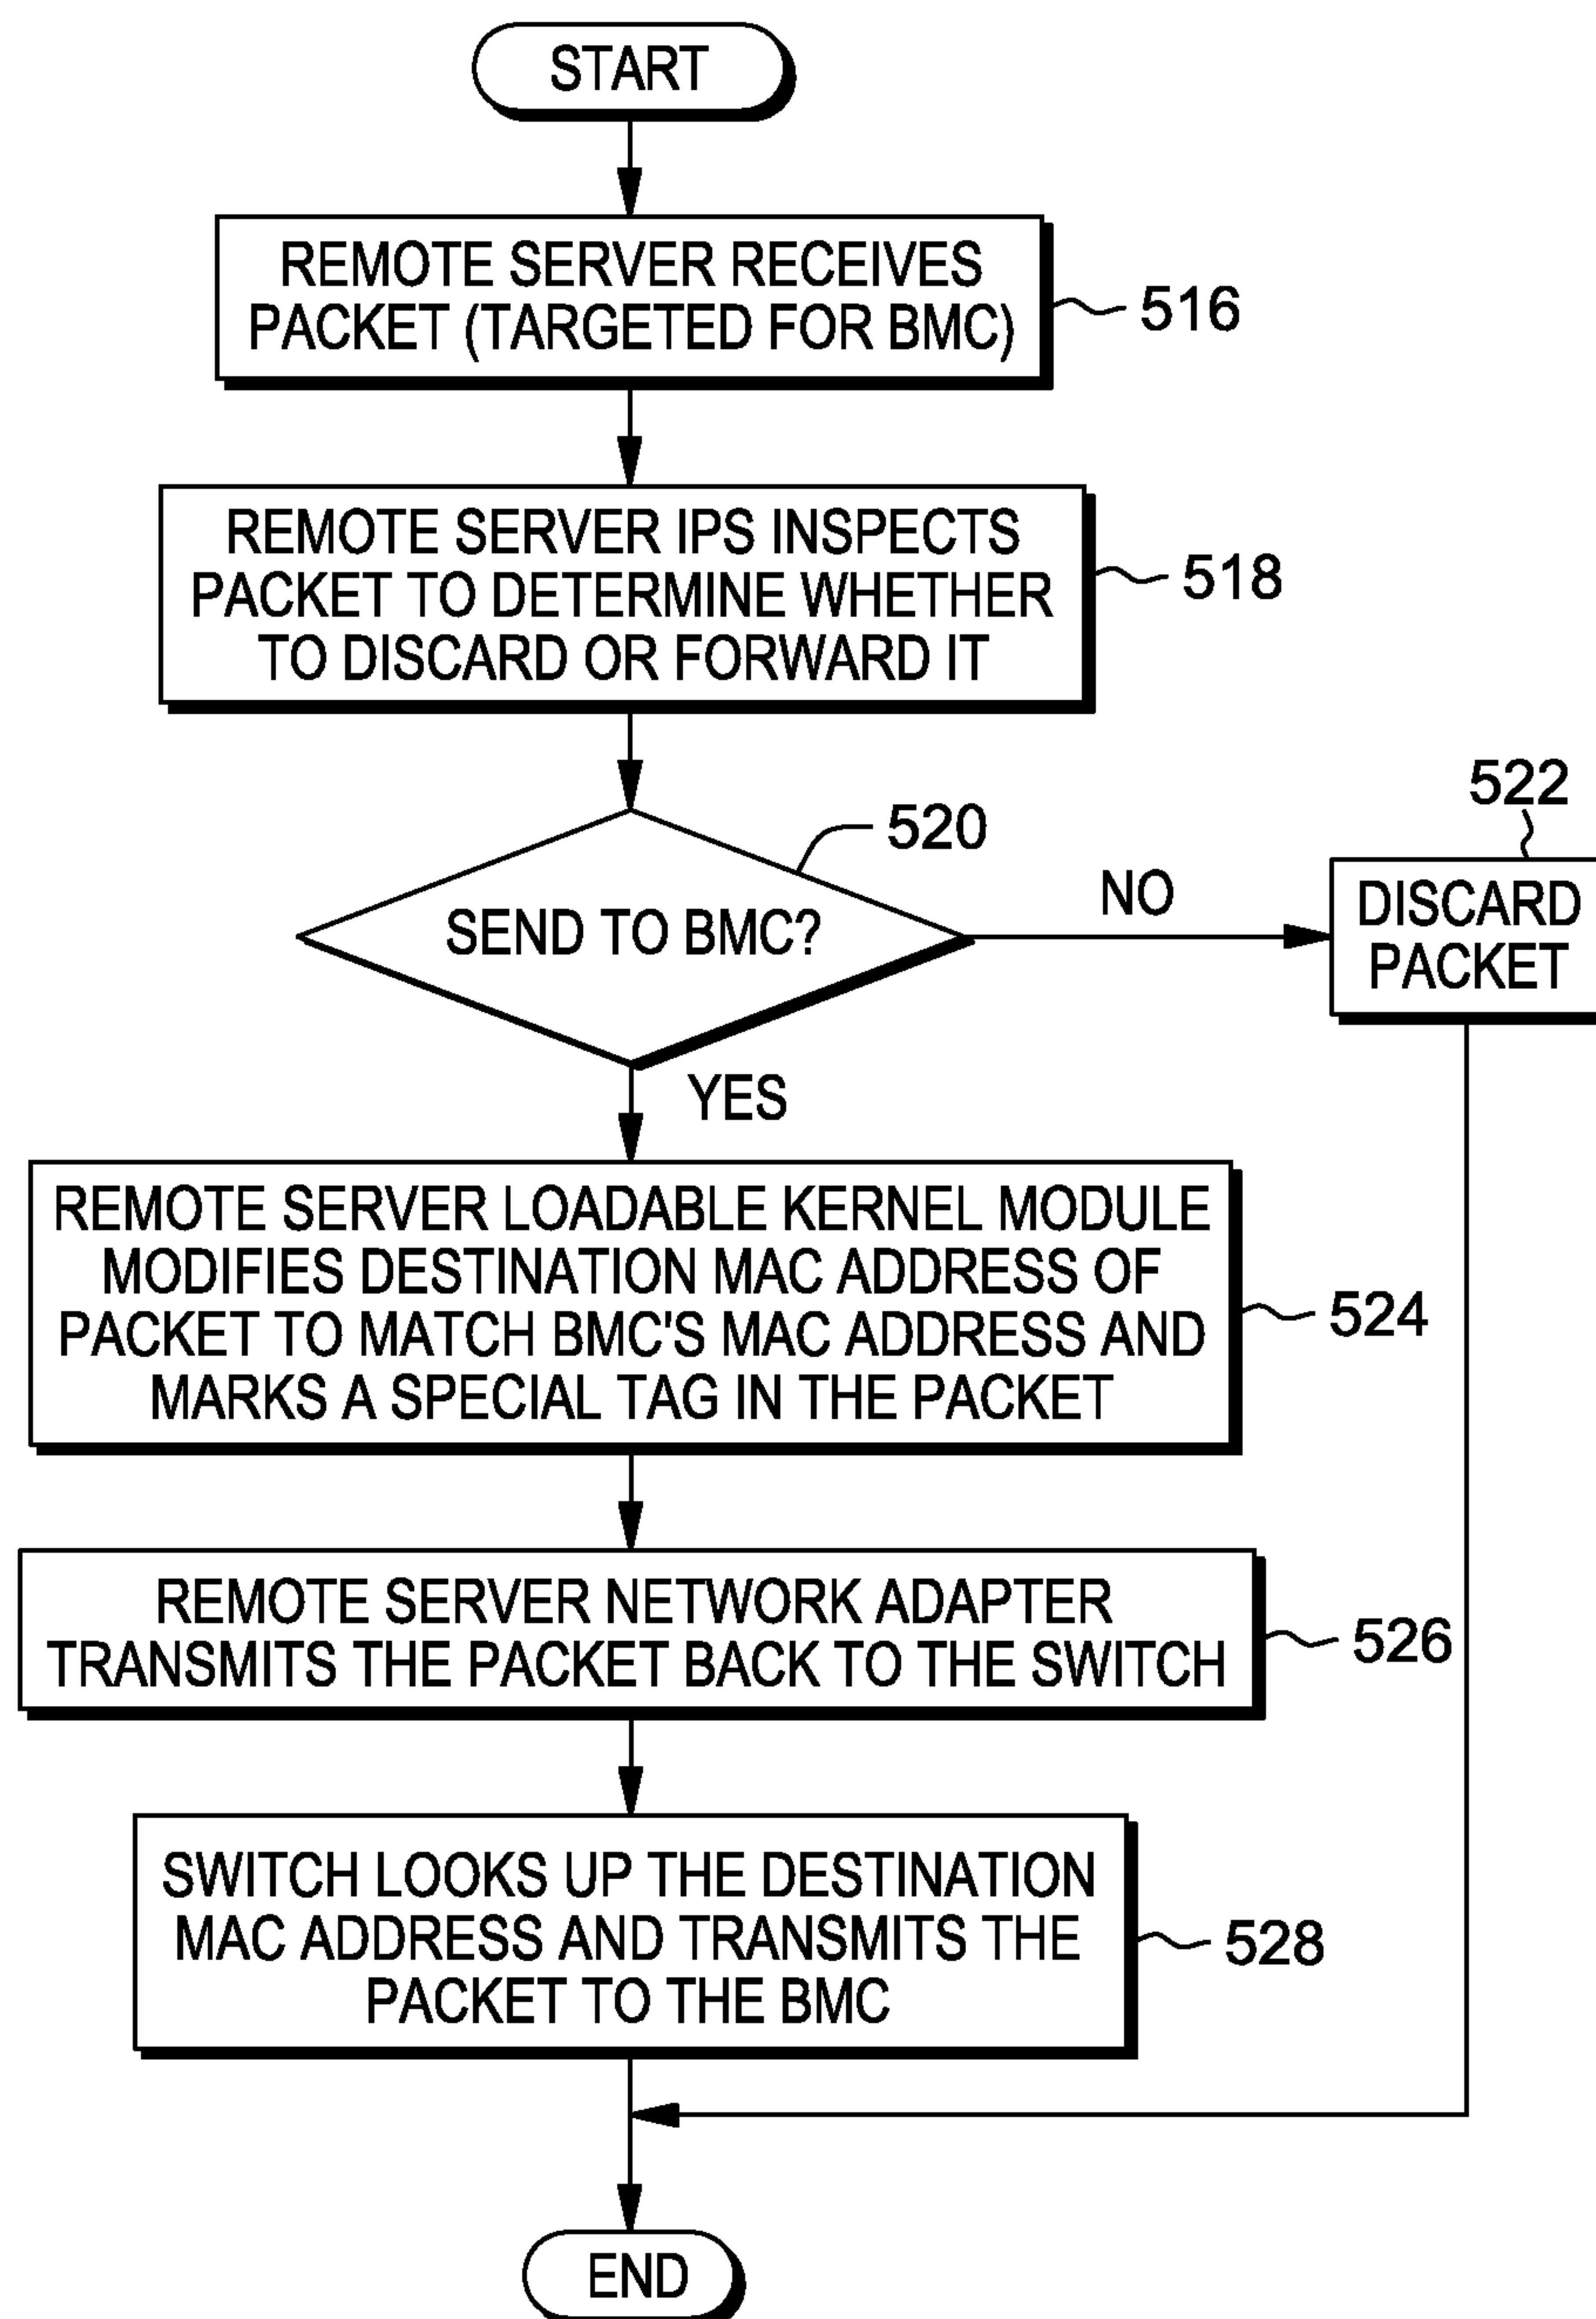 START
REMOTE SERVER RECEIVES
PACKET (TARGETED FOR BMC)
516
REMOTE SERVER IPS INSPECTS
PACKET TO DETERMINE WHETHER
TO DISCARD OR FORWARD IT
518
SEND TO BMC?
520
NO
522
DISCARD
PACKET
YES
REMOTE SERVER LOADABLE KERNEL MODULE
MODIFIES DESTINATION MAC ADDRESS OF
PACKET TO MATCH BMC'S MAC ADDRESS AND
MARKS A SPECIAL TAG IN THE PACKET
524
REMOTE SERVER NETWORK ADAPTER
TRANSMITS THE PACKET BACK TO THE SWITCH
526
SWITCH LOOKS UP THE DESTINATION
MAC ADDRESS AND TRANSMITS THE
PACKET TO THE BMC
528
END